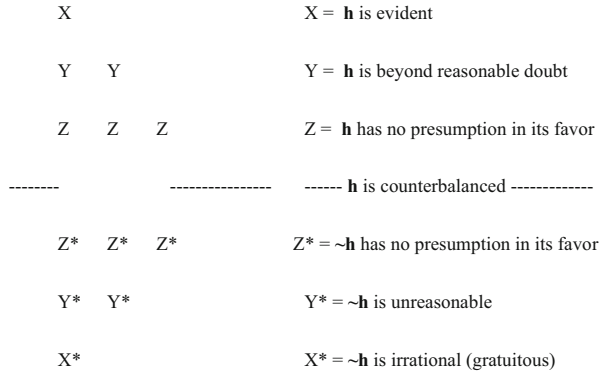 X X = h is evident
Y Y Y = h is beyond reasonable doubt
Z Z Z Z = h has no presumption in its favor
-------- ---------------- ------ h is counterbalanced -------------
Z* Z* Z* Z* = ~h has no presumption in its favor
Y* Y* Y* = ~h is unreasonable
X* X* = ~h is irrational (gratuitous)